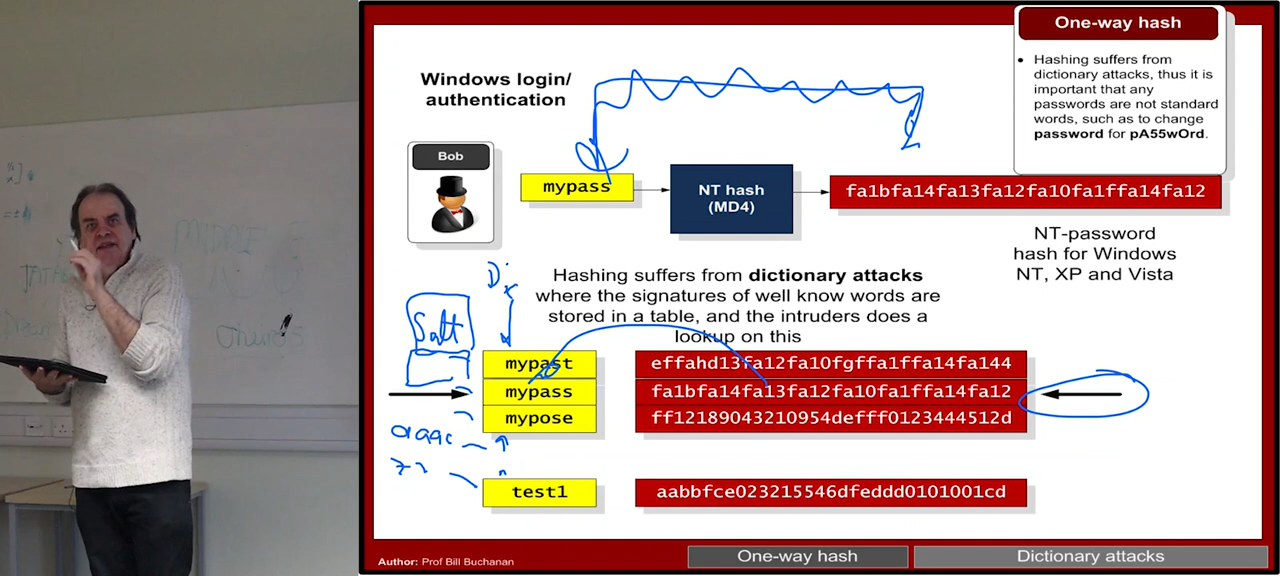 One-way hash
• Hashing suffers from
dictionary attacks, thus it is
important that any
passwords are not standard
words, such as to change
password for pA55wOrd.
Windows login/
authentication
Bob
mypass
NT hash
(MD4)
fa1bfa14fa13fa12fa10fa1ffa14fa12
NT-password
hash for Windows
NT, XP and Vista
Hashing suffers from dictionary attacks
where the signatures of well know words are
stored in a table, and the intruders does a
lookup on this
Salt
mypast effahd13fa12fa10fgffa1ffa14fa144
mypass fa1bfa14fa13fa12fa10fa1ffa14fa12
mypose ff12189043210954defff0123444512d
test1 aabbfce023215546dfeddd0101001cd
Author: Prof Bill Buchanan
One-way hash
Dictionary attacks